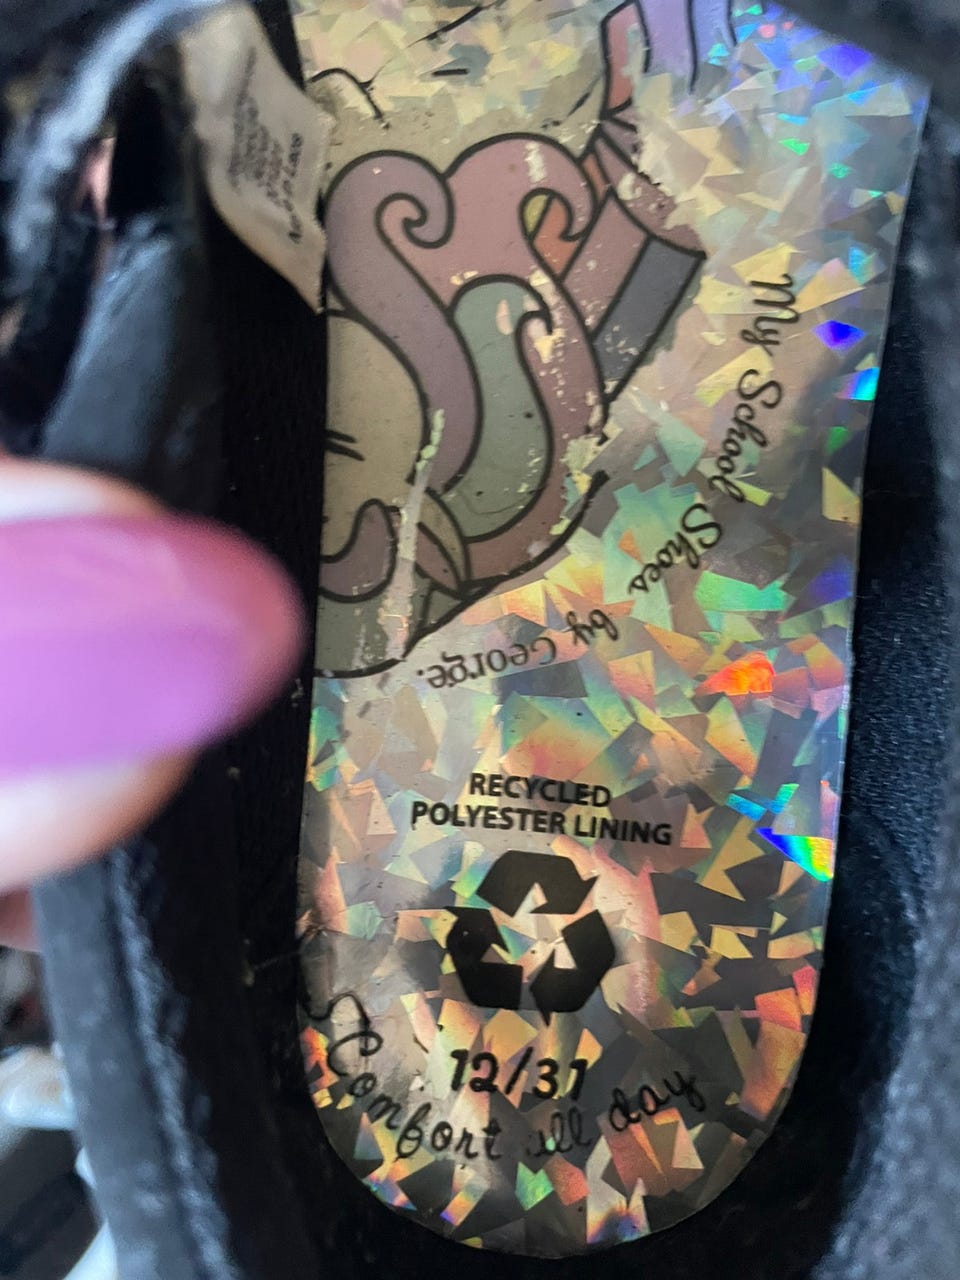 My School Shoes by George.
RECYCLED
POLYESTER LINING
12/31
Comfort all day